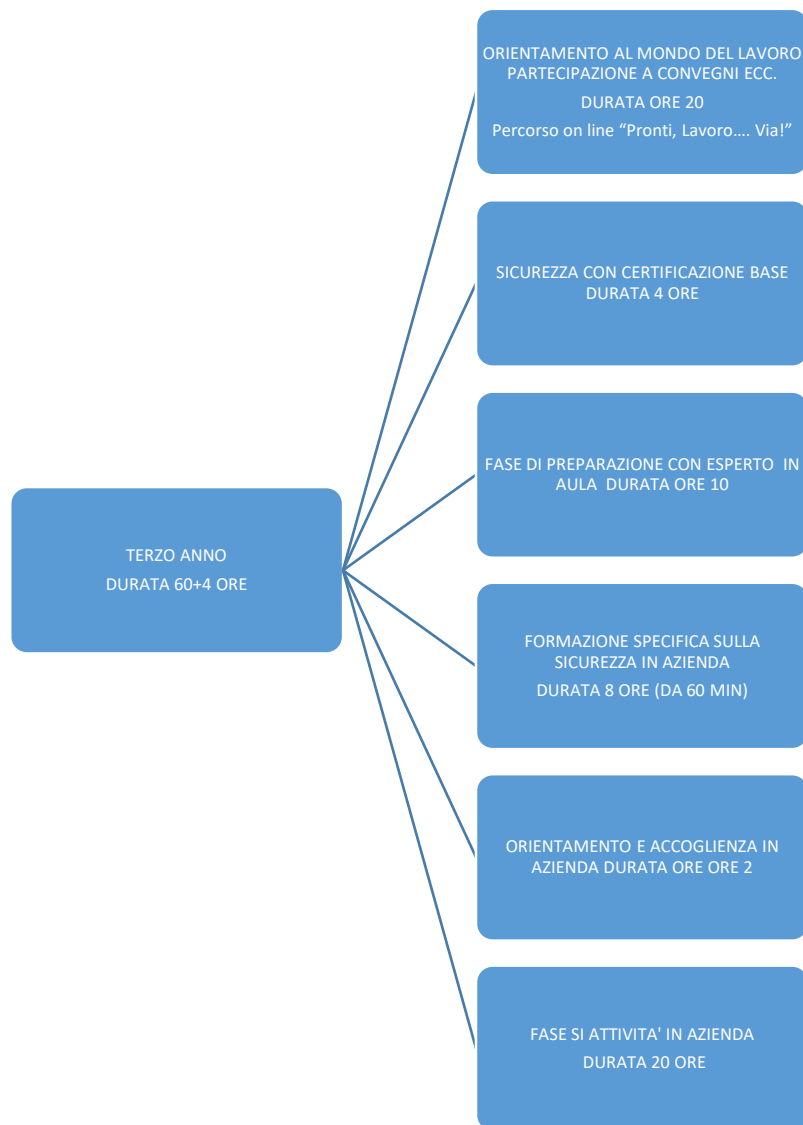 ORIENTAMENTO AL MONDO DEL LAVORO
PARTECIPAZIONE A CONVEGNI ECC.
DURATA ORE 20
Percorso on line “Pronti, Lavoro…. Via!”
SICUREZZA CON CERTIFICAZIONE BASE
DURATA 4 ORE
FASE DI PREPARAZIONE CON ESPERTO  IN
AULA  DURATA ORE 10
TERZO ANNO
DURATA 60+4 ORE
FORMAZIONE SPECIFICA SULLA
SICUREZZA IN AZIENDA
DURATA 8 ORE (DA 60 MIN)
ORIENTAMENTO E ACCOGLIENZA IN
AZIENDA DURATA ORE ORE 2
FASE SI ATTIVITA' IN AZIENDA
DURATA 20 ORE